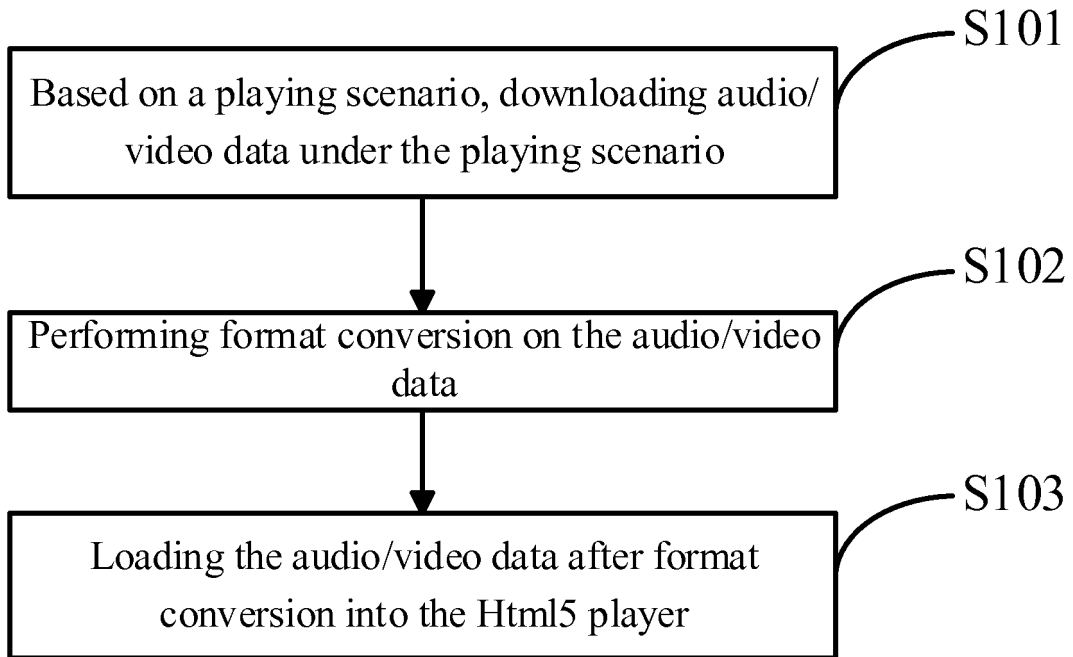 S101
Based on a playing scenario, downloading audio/
video data under the playing scenario
S102
Performing format conversion on the audio/video
data
S103
Loading the audio/video data after format
conversion into the Html5 player